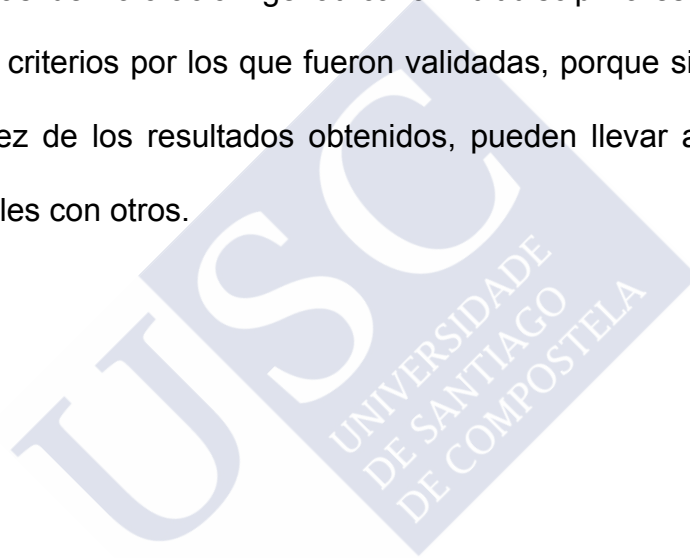 criterios por los que fueron validadas, porque si
ez de los resultados obtenidos, pueden llevar a
les con otros.
USC
UNIVERSIDADE
DE SANTIAGO
DE COMPOSTELA